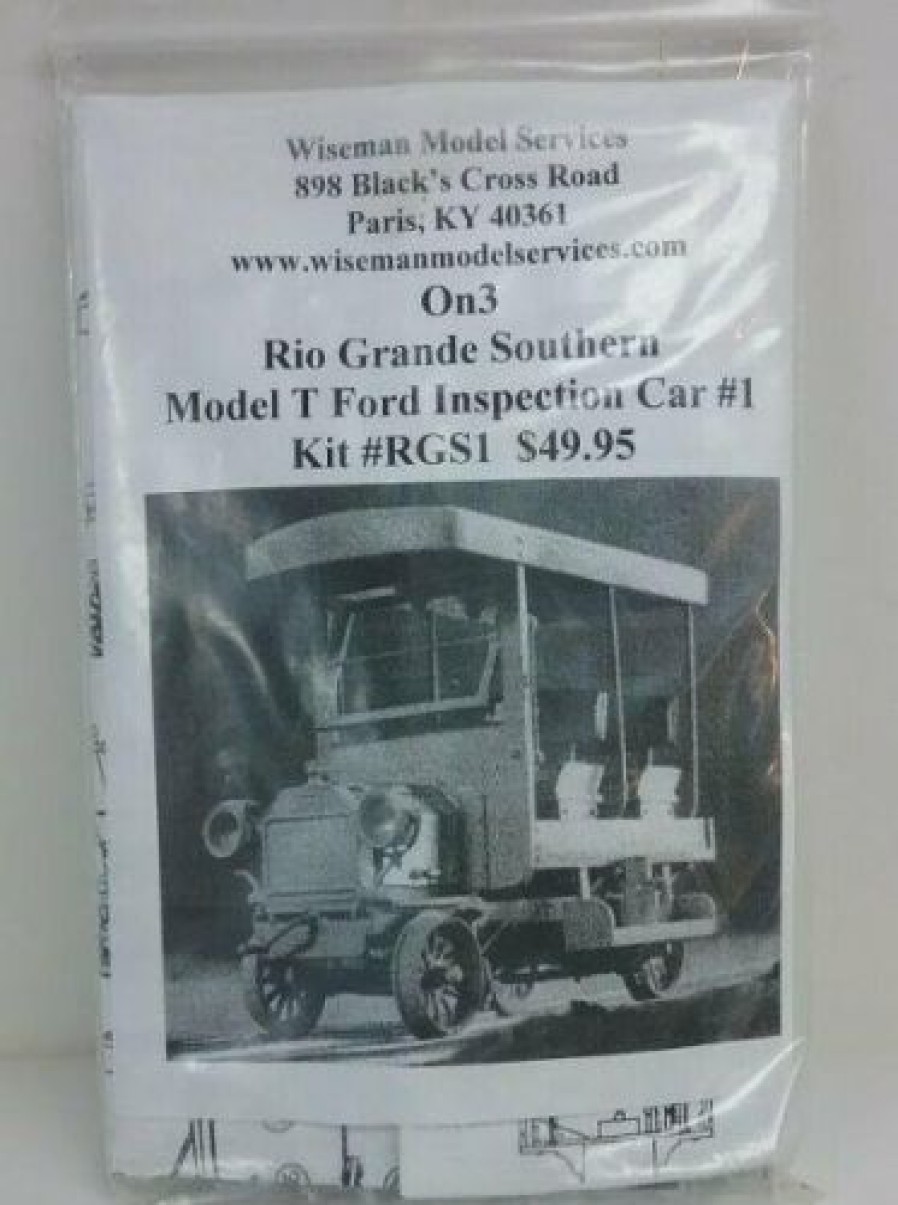 Wiseman Model Services
898 Black's Cross Road
Paris, KY 40361
www.wisemanmodelservices.com
On3
Rio Grande Southern
Model T Ford Inspection Car #1
Kit #RGS1 $49.95